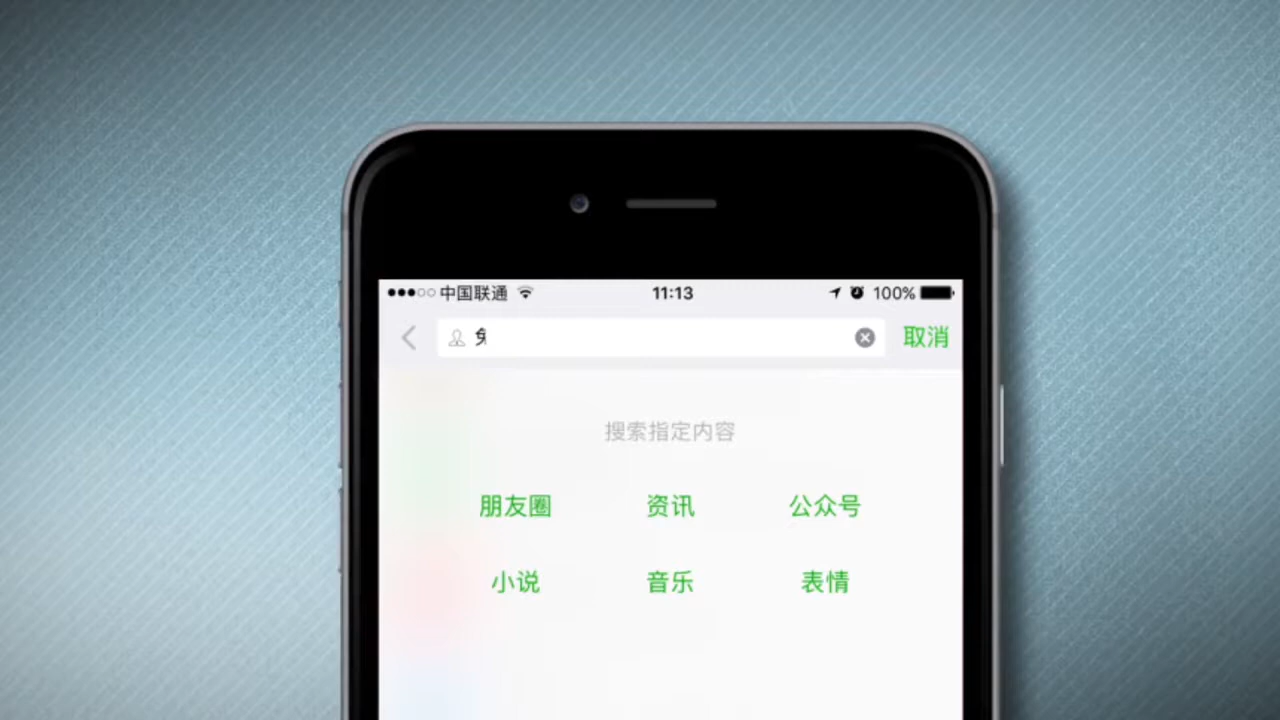 中国联通 11:13 100%
取消
搜索指定内容
朋友圈 资讯 公众号
小说 音乐 表情